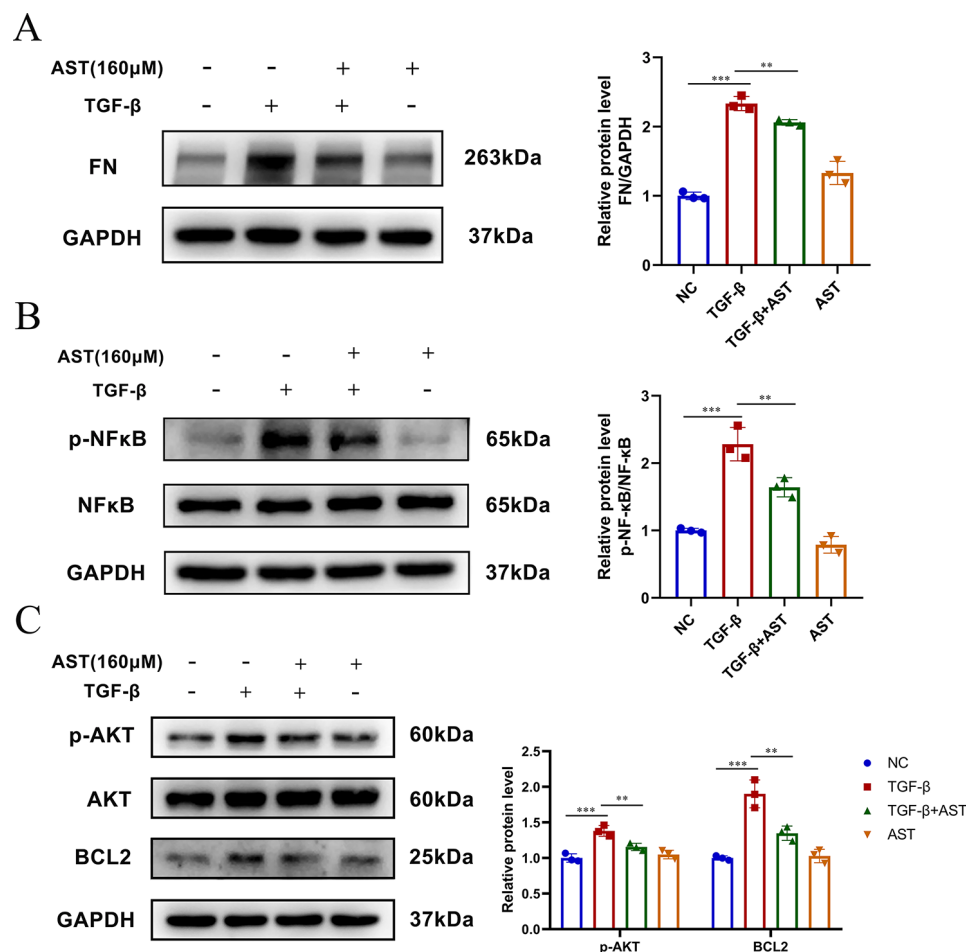 A
AST(160μM) - - + +
TGF-β - + + -
FN 263kDa
GAPDH 37kDa
Relative protein level
FN/GAPDH
3
2
1
0
*** **
NC TGF-β TGF-β+AST AST
B
AST(160μM) - - + +
TGF-β - + + -
p-NFκB 65kDa
NFκB 65kDa
GAPDH 37kDa
Relative protein level
p-NF-κB/NF-κB
3
2
1
0
*** **
NC TGF-β TGF-β+AST AST
C
AST(160μM) - - + +
TGF-β - + + -
p-AKT 60kDa
AKT 60kDa
BCL2 25kDa
GAPDH 37kDa
Relative protein level
2.5
2.0
1.5
1.0
0.5
0.0
*** ** *** **
p-AKT BCL2
NC
TGF-β
TGF-β+AST
AST